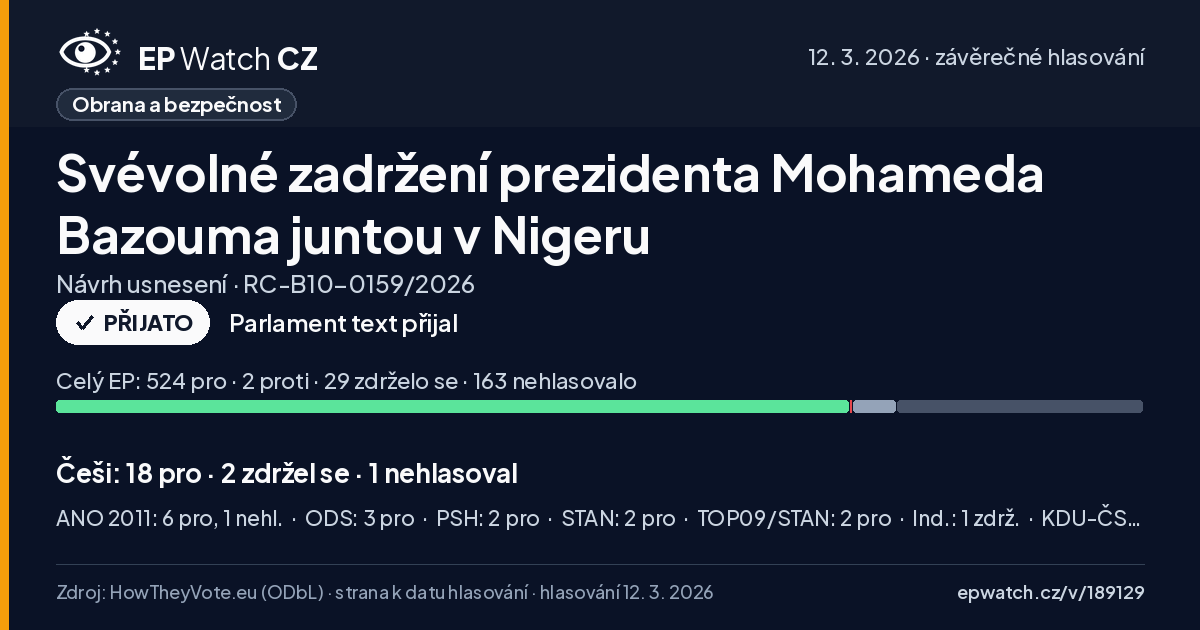 EP Watch CZ
12. 3. 2026 · závěrečné hlasování
Obrana a bezpečnost
Svévolné zadržení prezidenta Mohameda
Bazouma juntou v Nigeru
Návrh usnesení · RC-B10-0159/2026
✓ PŘIJATO
Parlament text přijal
Celý EP: 524 pro · 2 proti · 29 zdrželo se · 163 nehlasovalo
Češi: 18 pro · 2 zdržel se · 1 nehlasoval
ANO 2011: 6 pro, 1 nehl. · ODS: 3 pro · PSH: 2 pro · STAN: 2 pro · TOP09/STAN: 2 pro · Ind.: 1 zdrž. · KDU-ČS…
Zdroj: HowTheyVote.eu (ODbL) · strana k datu hlasování · hlasování 12. 3. 2026
epwatch.cz/v/189129